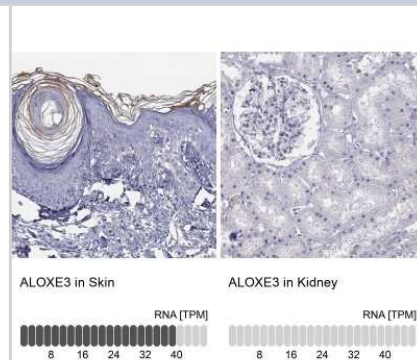 ALOXE3 in Skin
RNA [TPM]
8 16 24 32 40
ALOXE3 in Kidney
RNA [TPM]
8 16 24 32 40